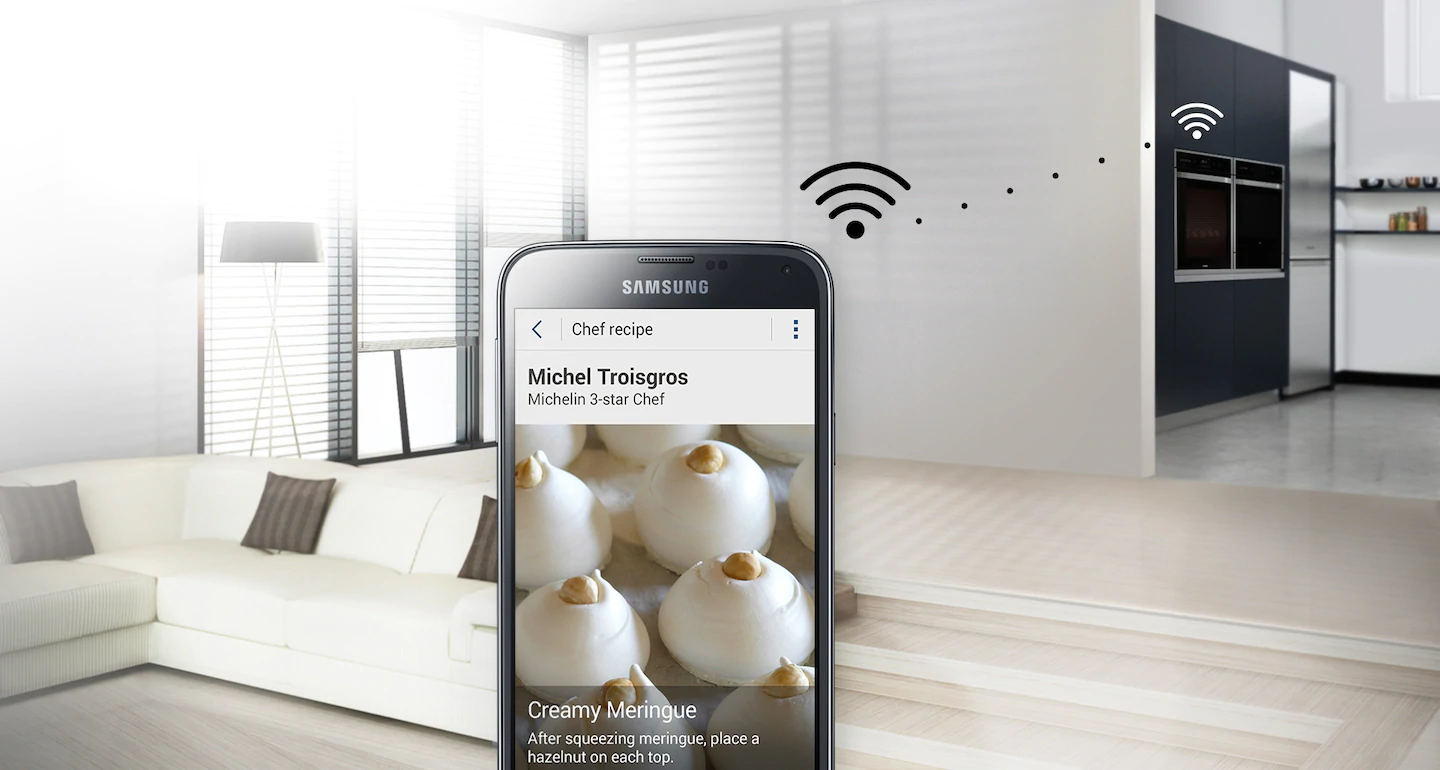 SAMSUNG
Chef recipe
Michel Troisgros
Michelin 3-star Chef
Creamy Meringue
After squeezing meringue, place a
hazelnut on each top.